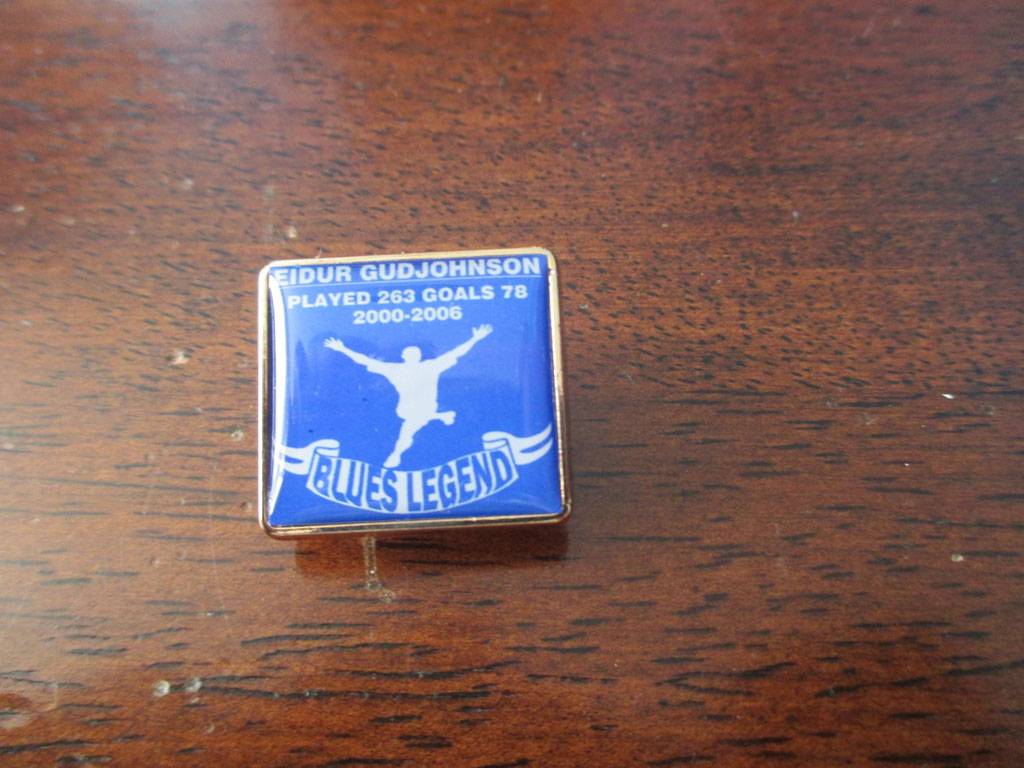 EIDUR GUDJOHNSON
PLAYED 263 GOALS 78
2000-2006
BLUES LEGEND